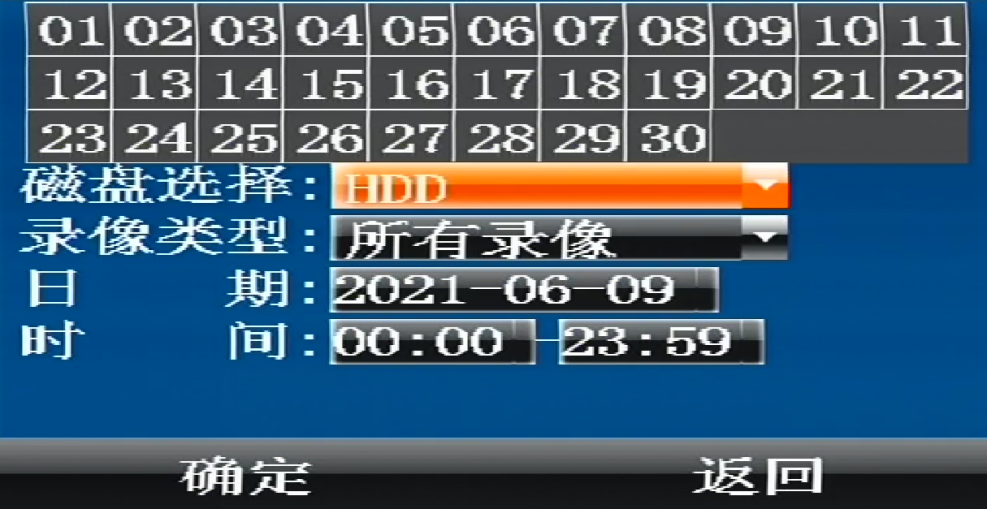 01 02 03 04 05 06 07 08 09 10 11
12 13 14 15 16 17 18 19 20 21 22
23 24 25 26 27 28 29 30
磁盘选择:HDD
录像类型:所有录像
日 期:2021-06-09
时 间:00:00-23:59
确定 返回